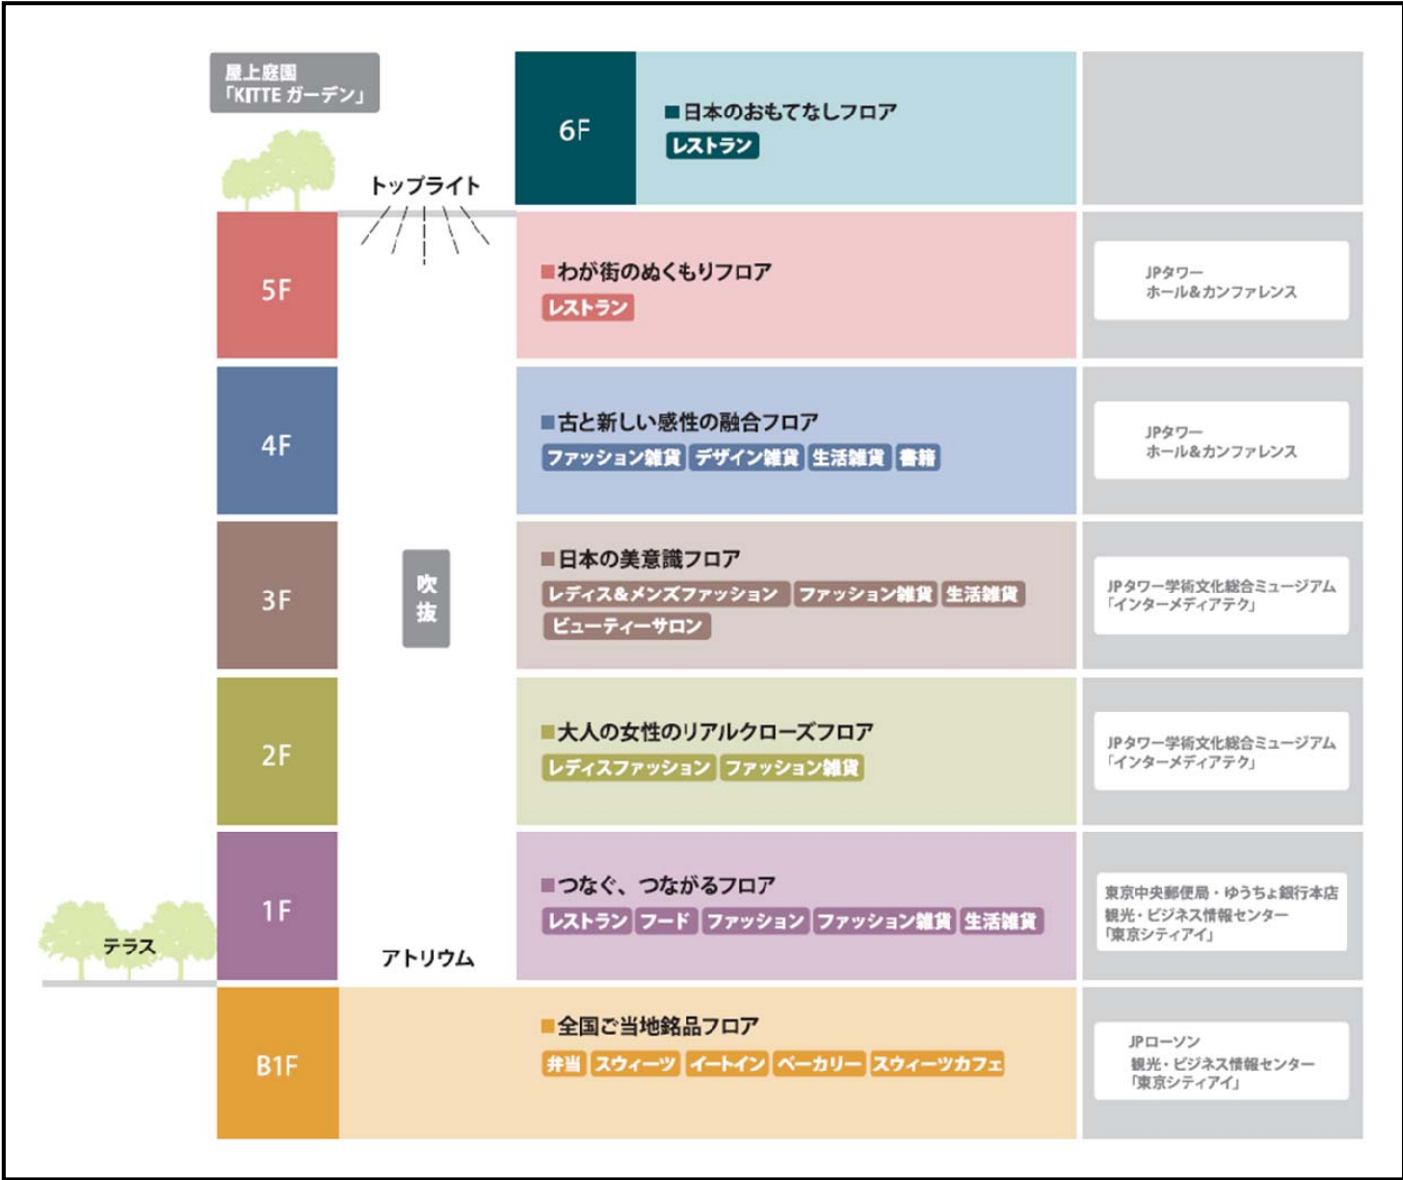 屋上庭園
「KITTE ガーデン」
6F
■日本のおもてなしフロア
レストラン
トップライト
5F
■わが街のぬくもりフロア
レストラン
JPタワー
ホール&カンファレンス
4F
■古と新しい感性の融合フロア
ファッション雑貨 デザイン雑貨 生活雑貨 書籍
JPタワー
ホール&カンファレンス
吹
抜
3F
■日本の美意識フロア
レディス&メンズファッション ファッション雑貨 生活雑貨
ビューティーサロン
JPタワー学術文化総合ミュージアム
「インターメディアテク」
2F
■大人の女性のリアルクローズフロア
レディスファッション ファッション雑貨
JPタワー学術文化総合ミュージアム
「インターメディアテク」
テラス
1F
アトリウム
■つなぐ、つながるフロア
レストラン フード ファッション ファッション雑貨 生活雑貨
東京中央郵便局・ゆうちょ銀行本店
観光・ビジネス情報センター
「東京シティアイ」
B1F
■全国ご当地銘品フロア
弁当 スウィーツ イートイン ベーカリー スウィーツカフェ
JPローソン
観光・ビジネス情報センター
「東京シティアイ」